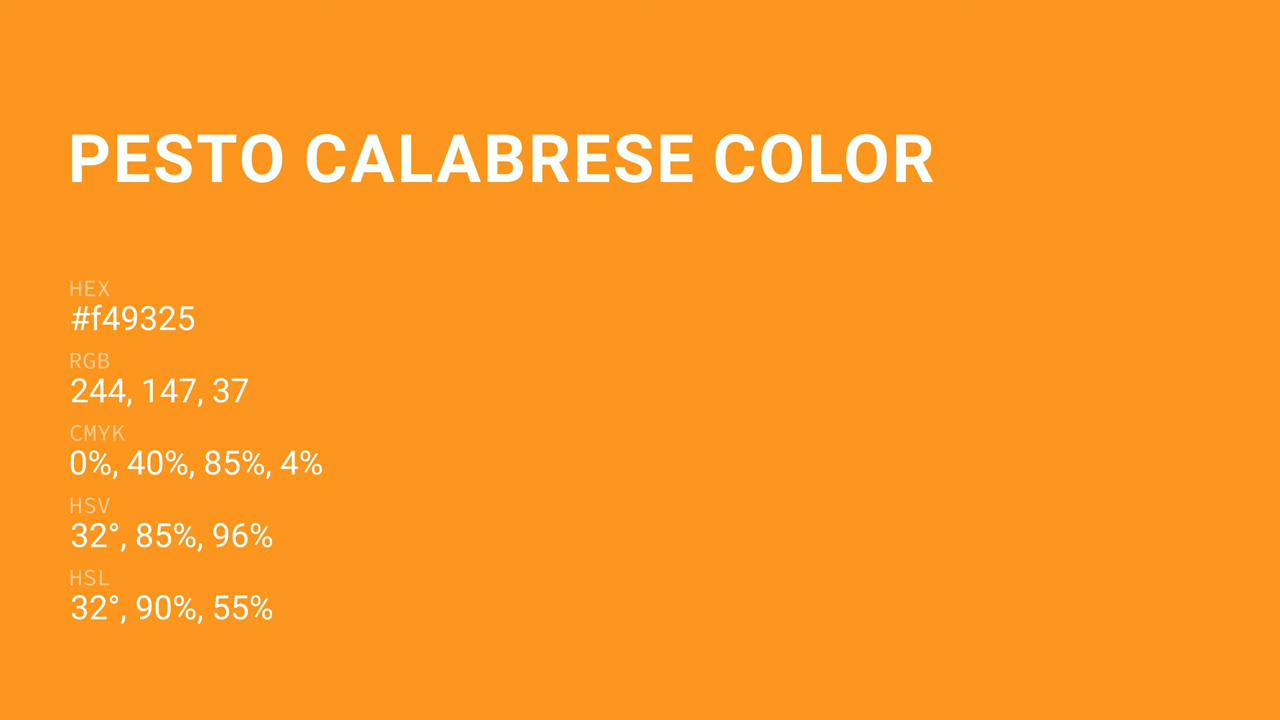 PESTO CALABRESE COLOR
HEX
#f49325
RGB
244, 147, 37
CMYK
0%, 40%, 85%, 4%
HSV
32°, 85%, 96%
HSL
32°, 90%, 55%